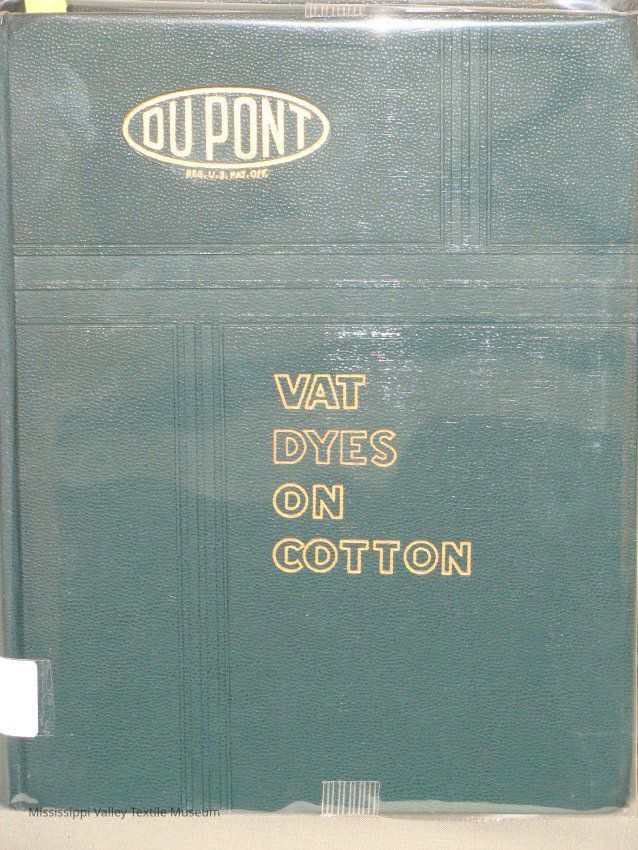 DU PONT
REG. U.S. PAT. OFF.
VAT
DYES
ON
COTTON
Mississippi Valley Textile Museum